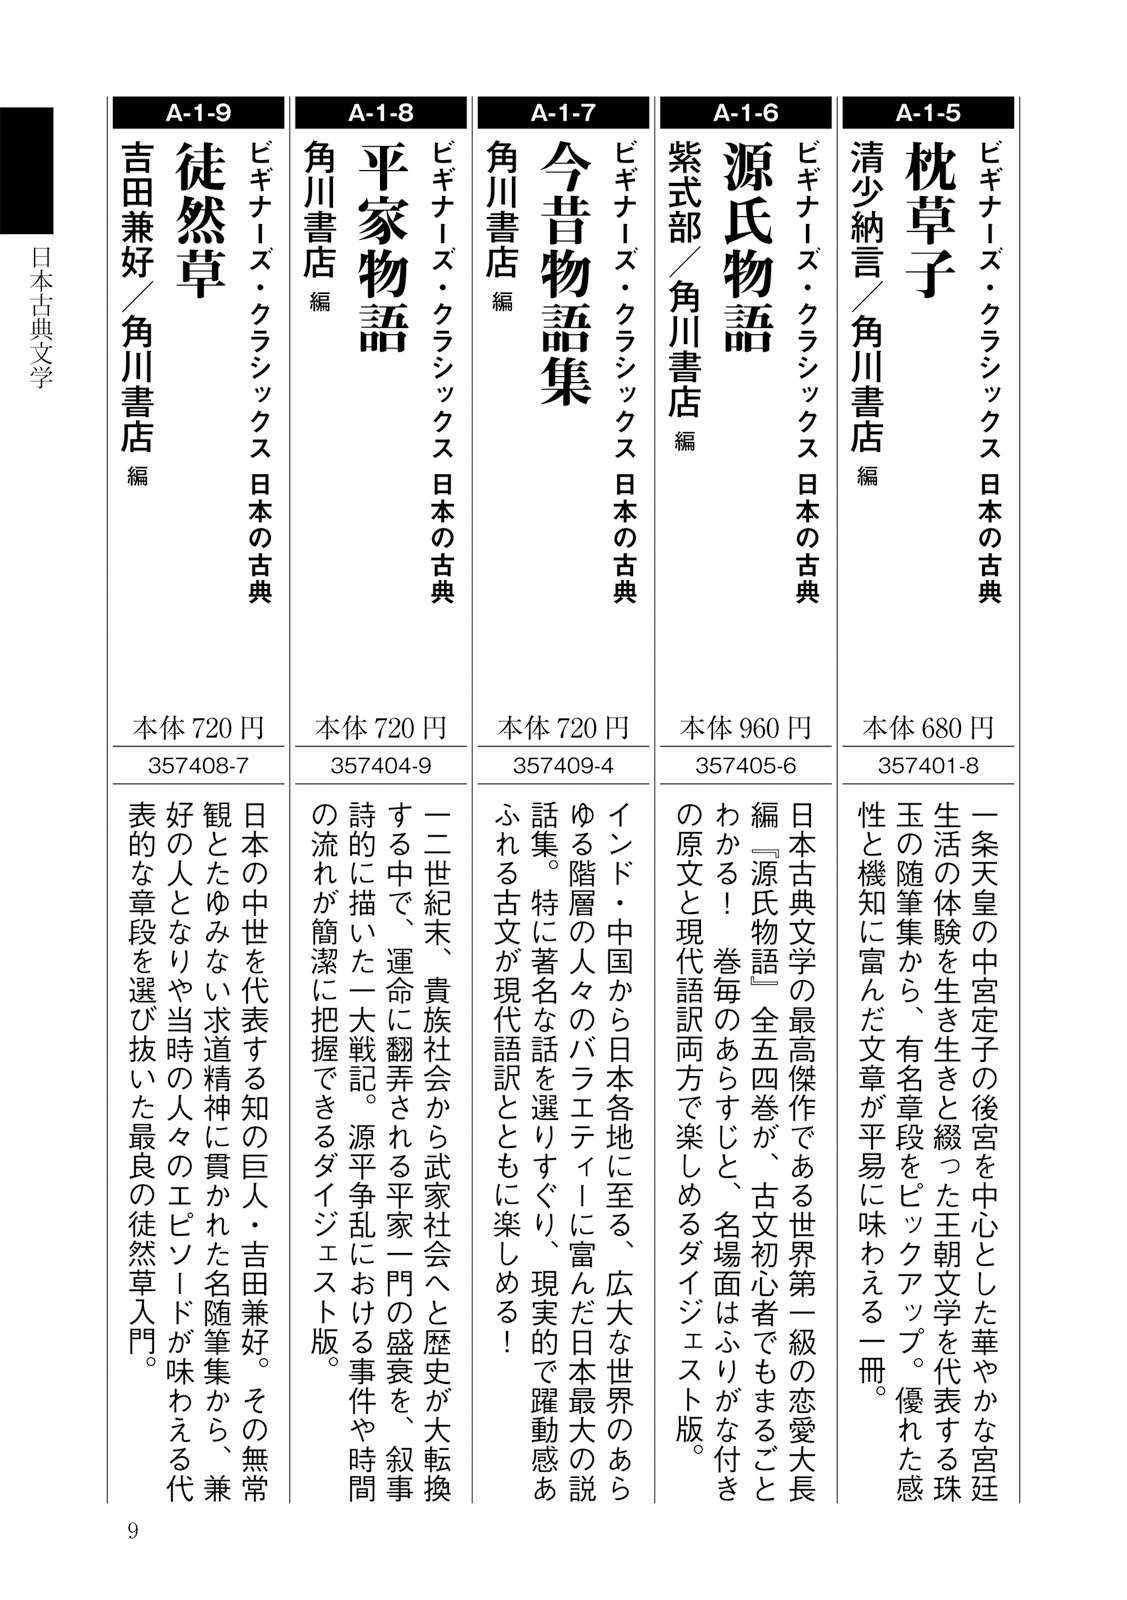 日本古典文学
A-1-5
ビギナーズ・クラシックス 日本の古典
枕草子
清少納言／角川書店 編
本体 680 円
357401-8
一条天皇の中宮定子の後宮を中心とした華やかな宮廷
生活の体験を生き生きと綴った王朝文学を代表する珠
玉の随筆集から、有名章段をピックアップ。優れた感
性と機知に富んだ文章が平易に味わえる一冊。
A-1-6
ビギナーズ・クラシックス 日本の古典
源氏物語
紫式部／角川書店 編
本体 960 円
357405-6
日本古典文学の最高傑作である世界第一級の恋愛大長
編『源氏物語』全五四巻が、古文初心者でもまるごと
わかる！　巻毎のあらすじと、名場面はふりがな付き
の原文と現代語訳両方で楽しめるダイジェスト版。
A-1-7
ビギナーズ・クラシックス 日本の古典
今昔物語集
角川書店 編
本体 720 円
357409-4
インド・中国から日本各地に至る、広大な世界のあら
ゆる階層の人々のバラエティーに富んだ日本最大の説
話集。特に著名な話を選りすぐり、現実的で躍動感あ
ふれる古文が現代語訳とともに楽しめる！
A-1-8
ビギナーズ・クラシックス 日本の古典
平家物語
角川書店 編
本体 720 円
357404-9
一二世紀末、貴族社会から武家社会へと歴史が大転換
する中で、運命に翻弄される平家一門の盛衰を、叙事
詩的に描いた一大戦記。源平争乱における事件や時間
の流れが簡潔に把握できるダイジェスト版。
A-1-9
ビギナーズ・クラシックス 日本の古典
徒然草
吉田兼好／角川書店 編
本体 720 円
357408-7
日本の中世を代表する知の巨人・吉田兼好。その無常
観とたゆみない求道精神に貫かれた名随筆集から、兼
好の人となりや当時の人々のエピソードが味わえる代
表的な章段を選び抜いた最良の徒然草入門。
9